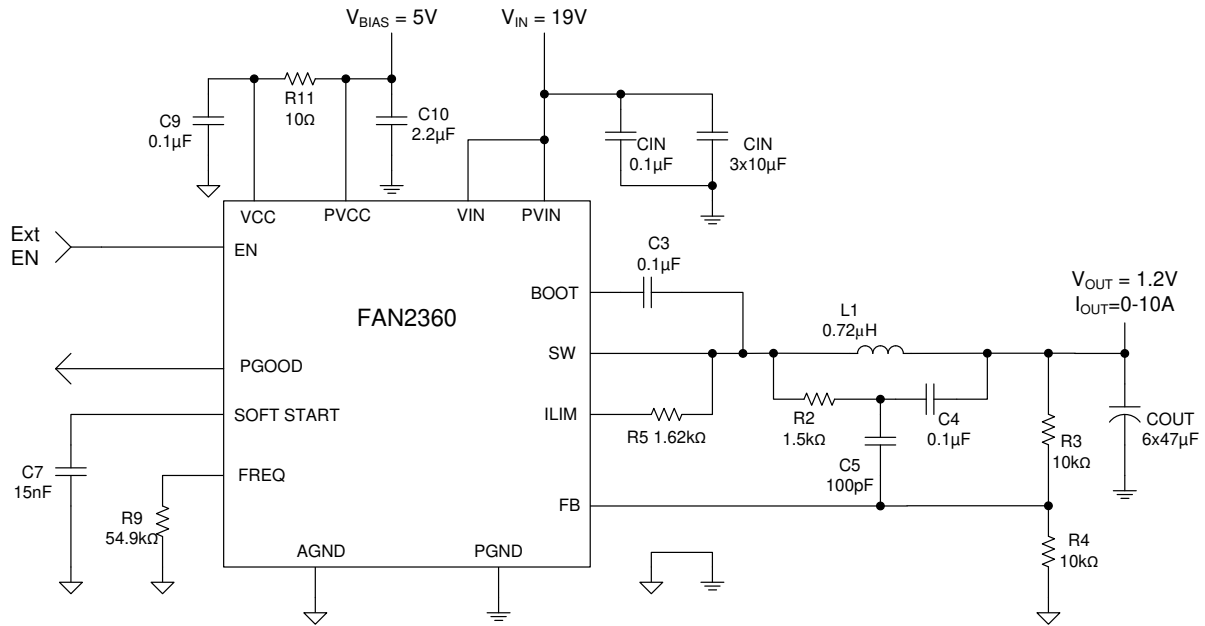 V_BIAS = 5V
V_IN = 19V
C9
0.1µF
R11
10Ω
C10
2.2µF
CIN
0.1µF
CIN
3x10µF
VCC
PVCC
VIN
PVIN
Ext
EN
EN
C3
0.1µF
BOOT
FAN2360
V_OUT = 1.2V
I_OUT=0-10A
L1
0.72µH
SW
PGOOD
SOFT START
ILIM
R5 1.62kΩ
R2
1.5kΩ
C4
0.1µF
COUT
6x47µF
R3
10kΩ
C5
100pF
C7
15nF
FREQ
FB
R9
54.9kΩ
R4
10kΩ
AGND
PGND